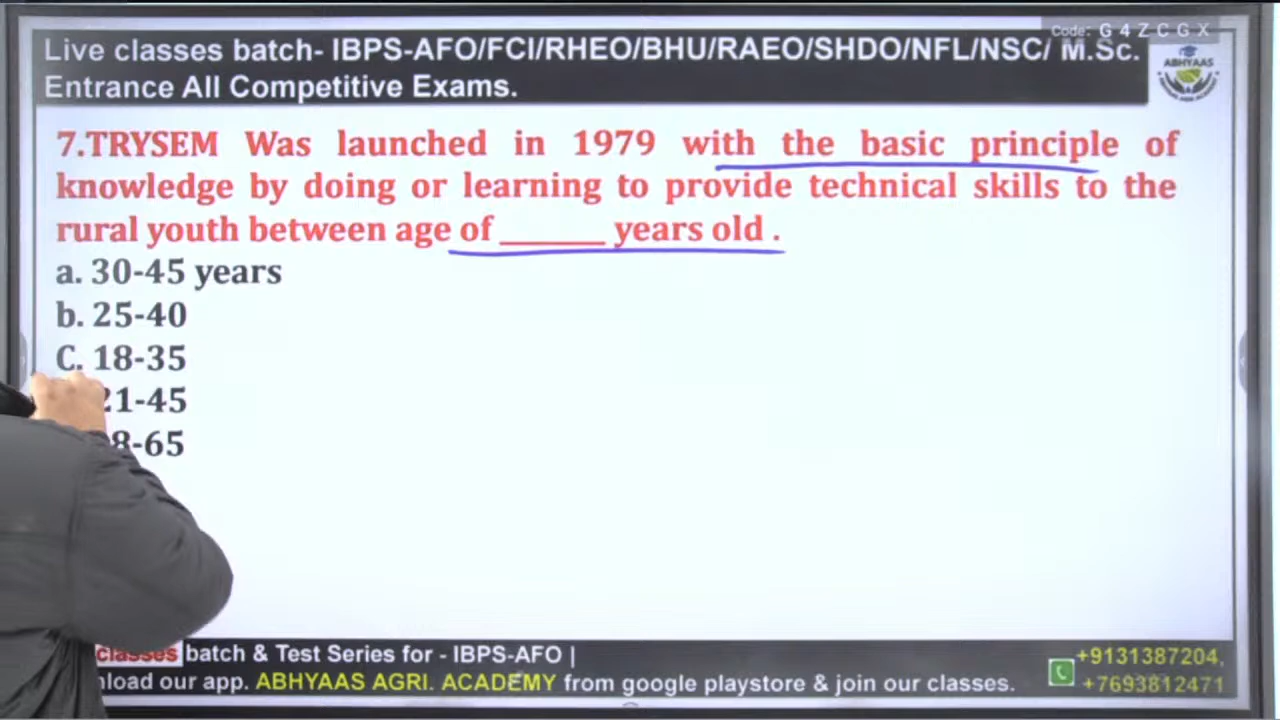 Code: G 4 Z C G X
Live classes batch- IBPS-AFO/FCI/RHEO/BHU/RAEO/SHDO/NFL/NSC/ M.Sc.
Entrance All Competitive Exams.
ABHYAAS
7.TRYSEM Was launched in 1979 with the basic principle of
knowledge by doing or learning to provide technical skills to the
rural youth between age of ______ years old .
a. 30-45 years
b. 25-40
C. 18-35
21-45
8-65
classes batch & Test Series for - IBPS-AFO |
nload our app. ABHYAAS AGRI. ACADEMY from google playstore & join our classes.
+9131387204,
+7693812471